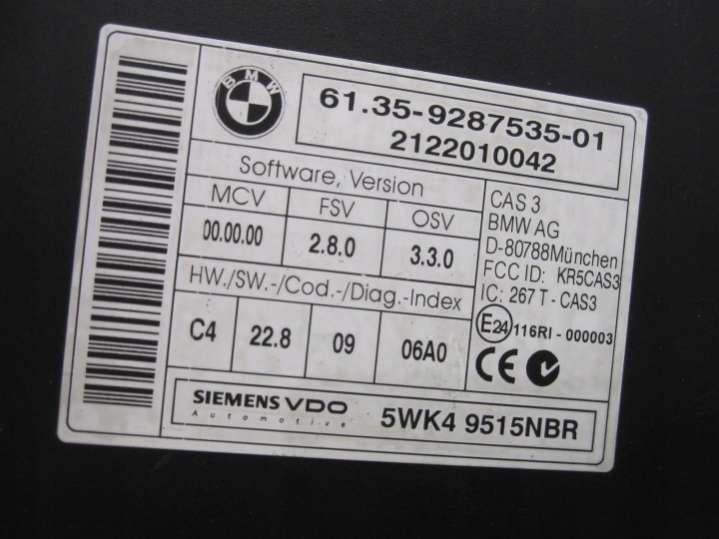 BMW
61.35-9287535-01
2122010042
Software, Version
MCV FSV OSV
00.00.00 2.8.0 3.3.0
HW./SW.-/Cod.-/Diag.-Index
C4 22.8 09 06A0
CAS 3
BMW AG
D-80788München
FCC ID: KR5CAS3
IC: 267 T - CAS3
E24 116RI - 000003
CE
SIEMENS VDO
Automotive
5WK4 9515NBR